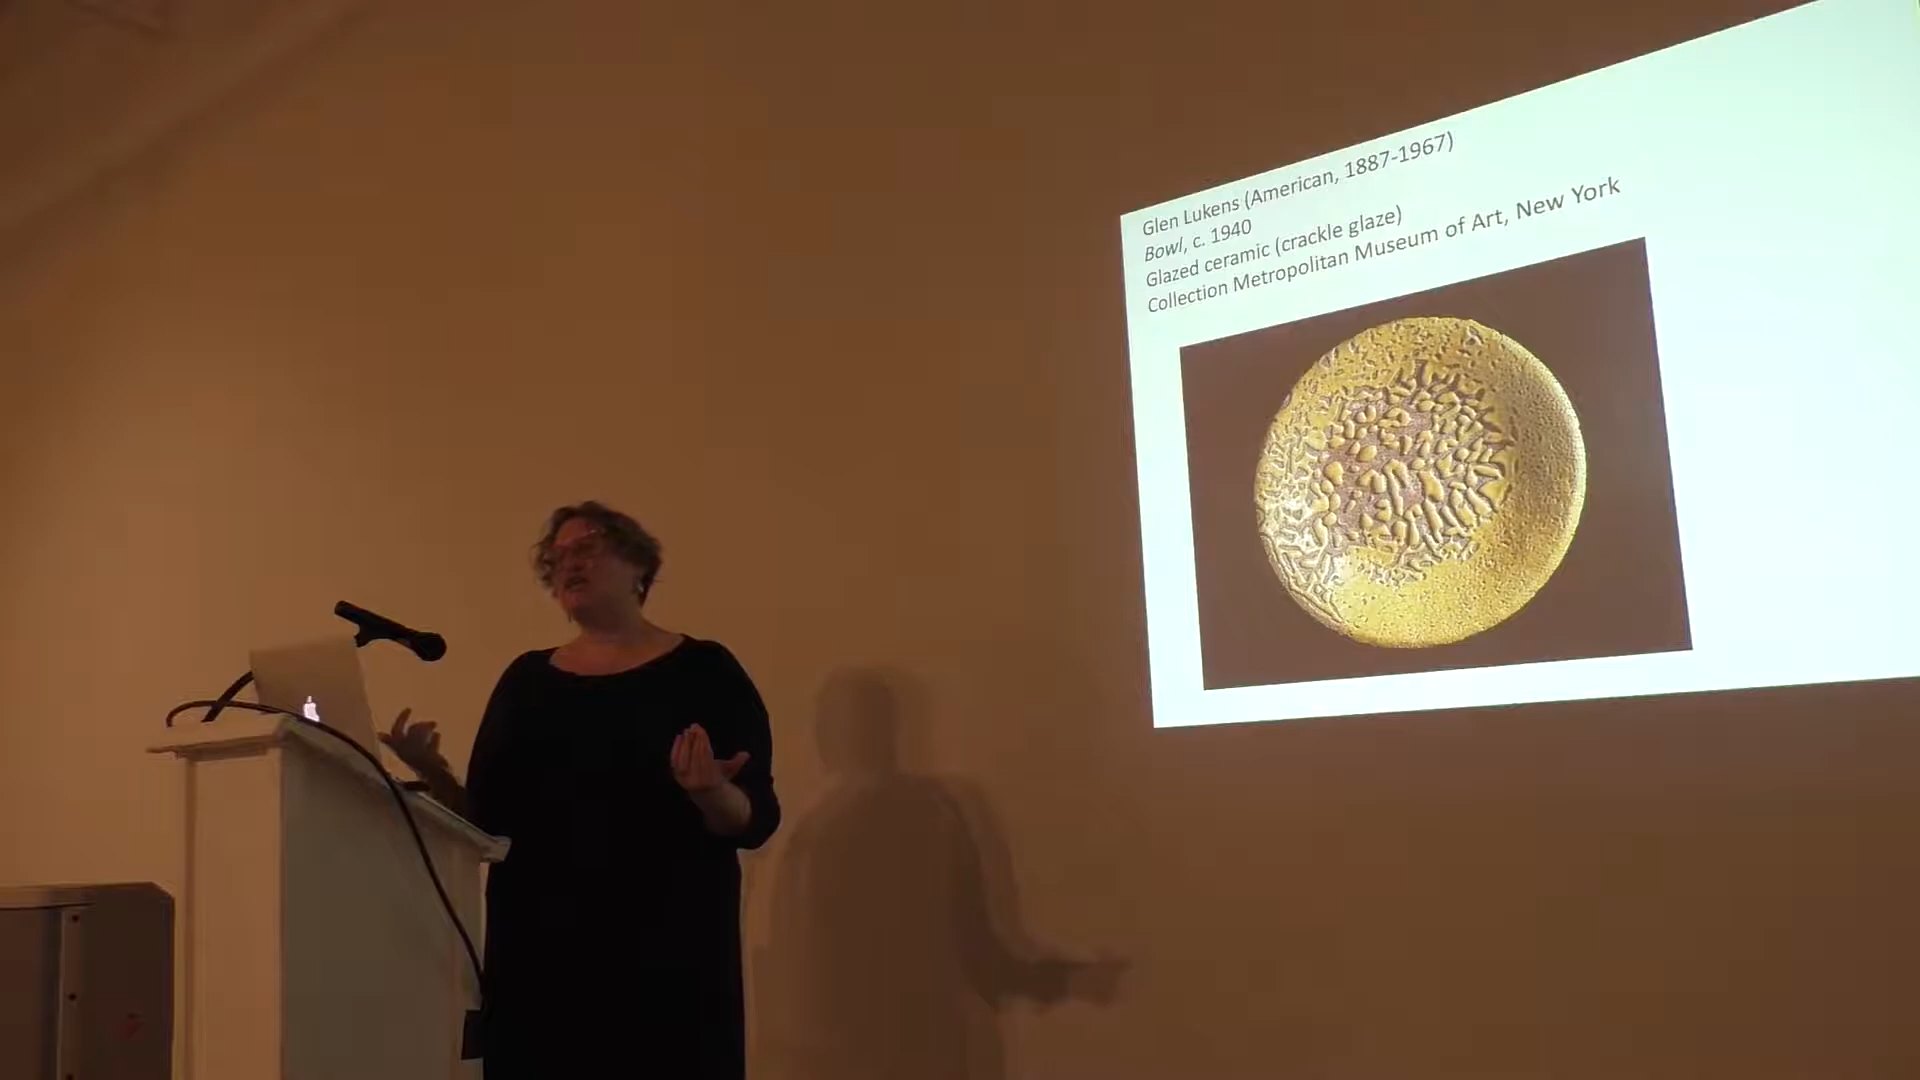 Glen Lukens (American, 1887-1967)
Bowl, c. 1940
Glazed ceramic (crackle glaze)
Collection Metropolitan Museum of Art, New York